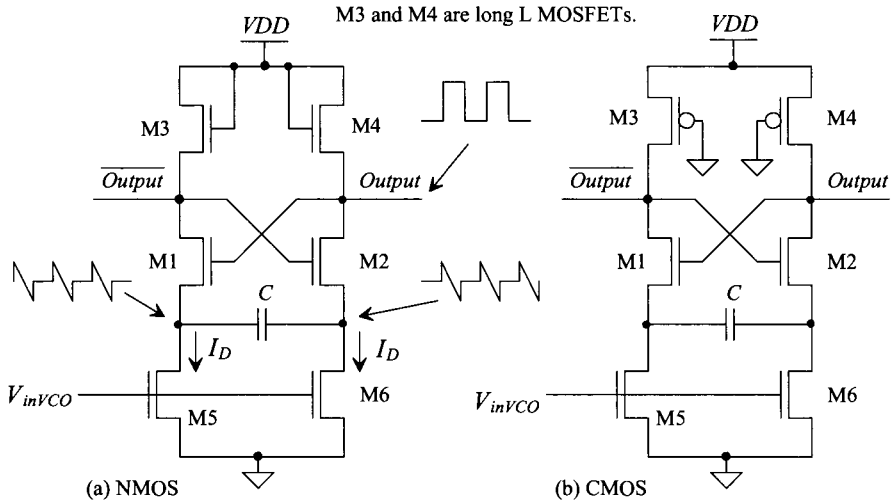 M3 and M4 are long L MOSFETs.
VDD
VDD
M3
M4
M3
M4
Output
Output
Output
Output
M1
M2
M1
M2
C
C
I_D
I_D
V_inVCO
M5
M6
V_inVCO
M5
M6
(a) NMOS
(b) CMOS